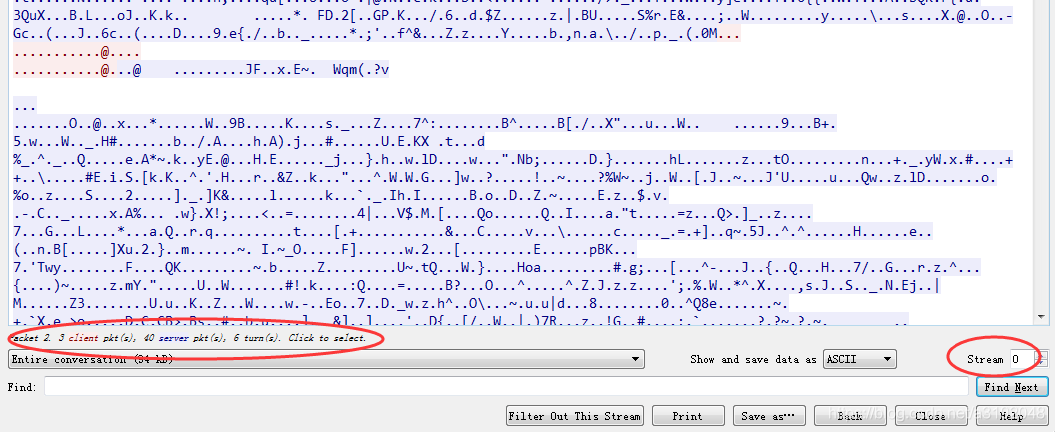 3QuX...B.L...oJ..K.k.. .....*. FD.2[..GP.K.../.6..d.$Z......z.|.BU.....S%r.E&....;..W.........y.....\...s....X.@..O..-
Gc..(...J..6c..(....D....9.e{./..b.._.....*.;'..f^&...Z.z....Y.....b.,n.a.\../..p._.(.0M...
...........@....
...........@...@ .........JF..x.E~. Wqm(.?v
...
.......O..@..x...*......W..9B.....K....s._...Z....7^:........B^.....B[./..X"...u...W.. ......9...B+.
5.w...W.._.H#.......b../.A....h.A).j...#......U.E.KX .t...d
%_.^._..Q.....e.A*~.k..yE.@...H.E......_j...}.h..w.lD....w...".Nb;......D.}.......hL.......z...tO.........n...+._.yW.x.#....+
+..\.....#E.i.S.[k.K..^.'.H...r..&Z..k..."...^.W.W.G...]w..?.....!..~....?%W~..j..W..[.J..~...J'U.....u...Qw..z.lD.......o.
%o..z....S....2.....]._.]K&.....l......k...`._.Ih.I......B.o..D..Z.~.....E.z..$.v.
.-.C.._.....x.A%... .w}.X!;....<..=........4|...V$.M.[....Qo......Q..I....a."t.....=z...Q>.]_..z....
7...G...L....*...a.Q..r.q..........t....[.+...........&...C.....v...\......c....._.=.+]..q~.5J..^.^......H......e..
(..n.B[.....]Xu.2.}..m......~. I.~_O.....F]......w.2...[.........E......pBK...
7.'Twy.......F....QK.........~.b.....Z........U~.tQ...W.}....Hoa.........#.g;...[...^-...J..{..Q...H...7/..G...r.z.^...
{....)~.....z.mY.".....U..W.......#!.k....:Q....=.....B?...O...^.....^.Z.J.z.z....';.%.W..*^.X....,s.J..S.._.N.Ej..|
M.......Z3........U.u..K..Z...W....w.-..Eo..7..D._w.z.h^..O\...~.u.u|d...8........0..^Q8e.......~.
acket 2. 3 client pkt(s), 40 server pkt(s), 6 turn(s). Click to select.
Entire conversation (34 kB) Show and save data as ASCII Stream 0
Find: Find Next
Filter Out This Stream Print Save as… Back Close Help